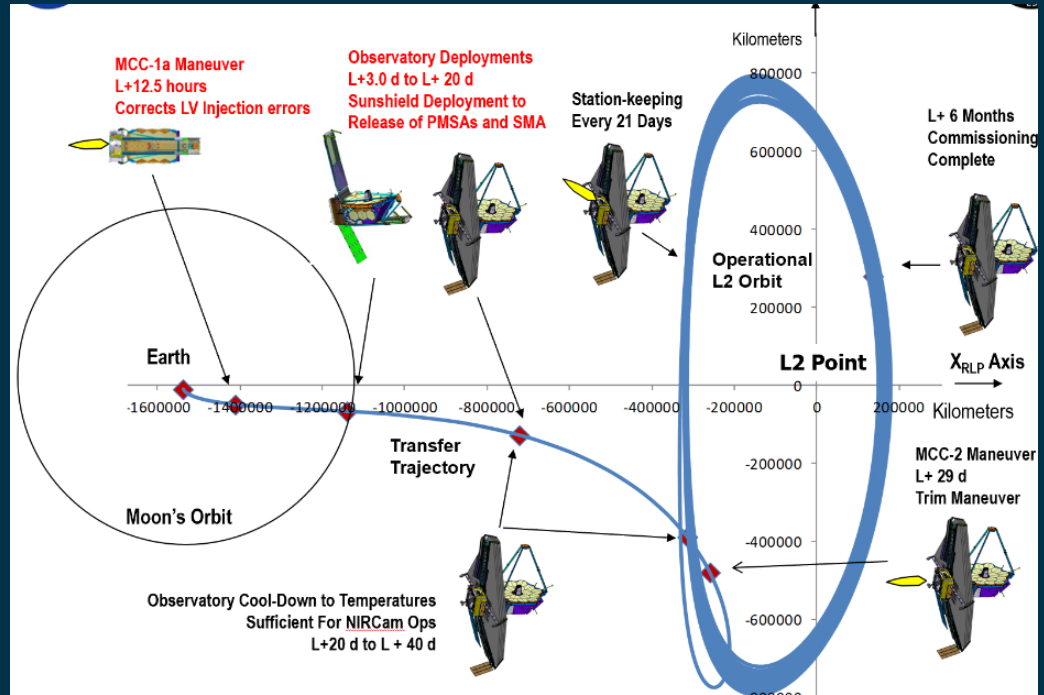 MCC-1a Maneuver
L+12.5 hours
Corrects LV Injection errors
Observatory Deployments
L+3.0 d to L+ 20 d
Sunshield Deployment to
Release of PMSAs and SMA
Station-keeping
Every 21 Days
Kilometers
800000
600000
400000
200000
0
-200000
-400000
-600000
L+ 6 Months
Commissioning
Complete
Operational
L2 Orbit
L2 Point
XRLP Axis
Earth
-1600000 -1400000 -1200000 -1000000 -800000 -600000 -400000 -200000 0 200000 Kilometers
Transfer
Trajectory
Moon's Orbit
MCC-2 Maneuver
L+ 29 d
Trim Maneuver
Observatory Cool-Down to Temperatures
Sufficient For NIRCam Ops
L+20 d to L + 40 d